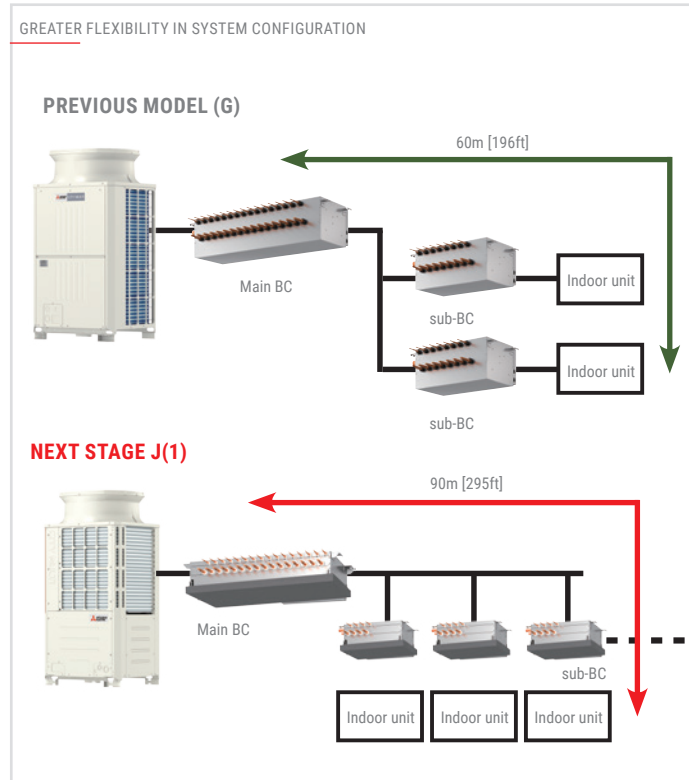 GREATER FLEXIBILITY IN SYSTEM CONFIGURATION
PREVIOUS MODEL (G)
60m [196ft]
Main BC
Indoor unit
sub-BC
Indoor unit
sub-BC
NEXT STAGE J(1)
90m [295ft]
Main BC
sub-BC
Indoor unit
Indoor unit
Indoor unit